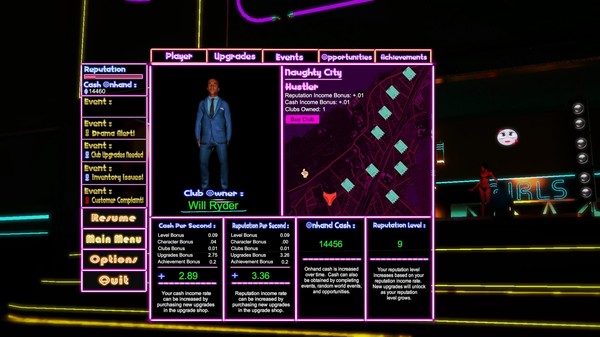 Player
Upgrades
Events
Opportunities
Achievements
Reputation
Cash Onhand :
$14460
Event :
Event :
Drama Alert!
Event :
Club Upgrades Needed
Event :
Inventory Issues!
Event :
Customer Complaint!
Resume
Main Menu
Options
Quit
Club Owner :
Will Ryder
Naughty City
Hustler
Reputation Income Bonus: +.01
Cash Income Bonus: +.01
Clubs Owned: 1
Buy Club
GIRLS
Cash Per Second :
Level Bonus 0.09
Character Bonus .04
Clubs Bonus 0.01
Upgrades Bonus 2.75
Achievement Bonus 0.2
+ 2.89
Your cash income
rate can be
increased by
purchasing new
upgrades in the
upgrade shop.
Reputation Per Second :
Level Bonus 0.09
Character Bonus .00
Clubs Bonus 0.01
Upgrades Bonus 3.26
Achievement Bonus 0.2
+ 3.36
Reputation income
rate can be
increased by
purchasing new
upgrades in the
upgrade shop.
Onhand Cash :
14456
Onhand cash is increased
over time. Cash can also
be obtained by completing
events, random world events,
and opportunities.
Reputation Level :
9
Your reputation level
increases based on your
reputation income rate.
New upgrades will unlock
as your reputation
level grows.